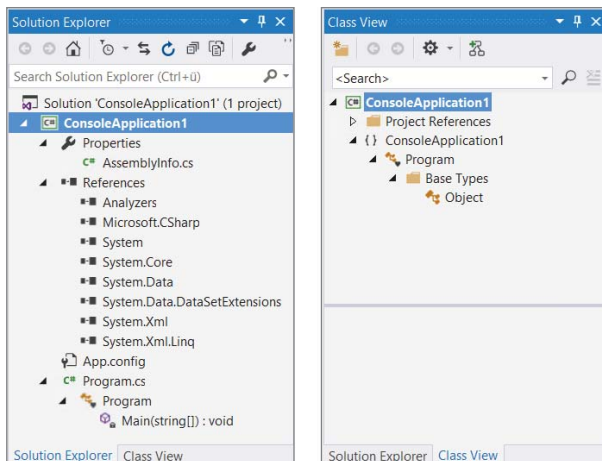 Solution Explorer
Search Solution Explorer (Ctrl+ü)
Solution 'ConsoleApplication1' (1 project)
C# ConsoleApplication1
Properties
C# AssemblyInfo.cs
References
Analyzers
Microsoft.CSharp
System
System.Core
System.Data
System.Data.DataSetExtensions
System.Xml
System.Xml.Linq
App.config
C# Program.cs
Program
Main(string[]) : void
Solution Explorer Class View
Class View
<Search>
C# ConsoleApplication1
Project References
{} ConsoleApplication1
Program
Base Types
Object
Solution Explorer Class View